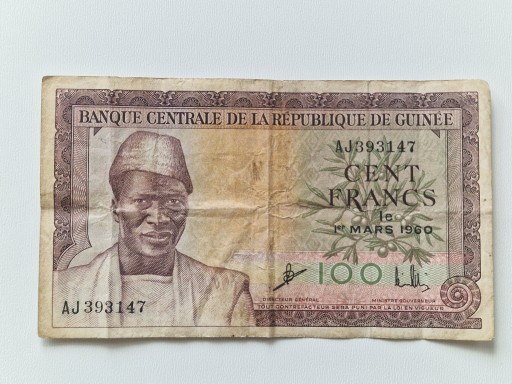 BANQUE CENTRALE DE LA RÉPUBLIQUE DE GUINÉE
AJ393147
CENT
FRANCS
le
1er MARS 1960
100
DIRECTEUR GÉNÉRAL
MINISTRE GOUVERNEUR
AJ393147
TOUT CONTREFACTEUR SERA PUNI PAR LA LOI EN VIGUEUR